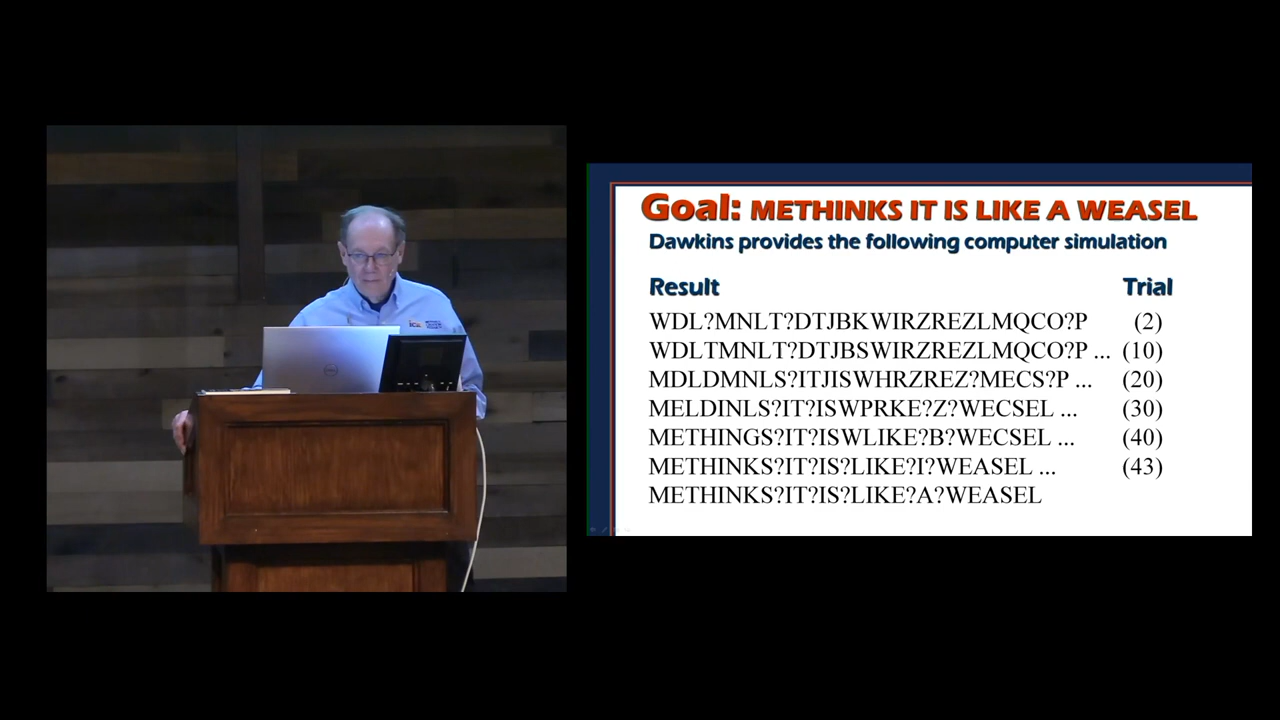 Goal: METHINKS IT IS LIKE A WEASEL
Dawkins provides the following computer simulation
Result Trial
WDL?MNLT?DTJBKWIRZREZLMQCO?P (2)
WDLTMNLT?DTJBSWIRZREZLMQCO?P ... (10)
MDLDMNLS?ITJISWHRZREZ?MECS?P ... (20)
MELDINLS?IT?ISWPRKE?Z?WECSEL ... (30)
METHINGS?IT?ISWLIKE?B?WECSEL ... (40)
METHINKS?IT?IS?LIKE?I?WEASEL ... (43)
METHINKS?IT?IS?LIKE?A?WEASEL